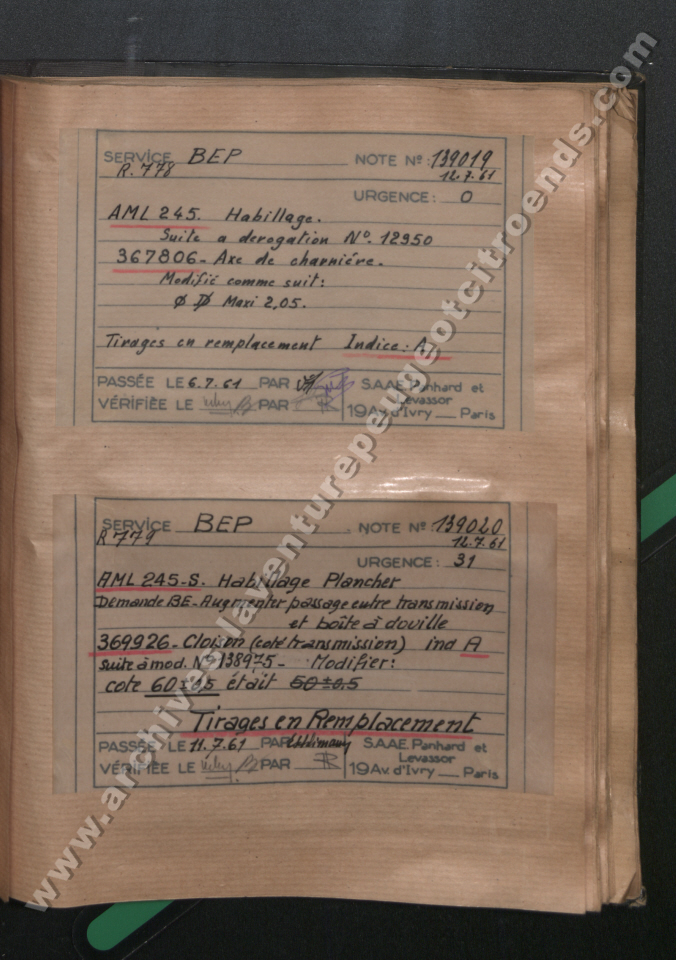 SERVICE BEP NOTE Nº: 139019
R.778 12.7.61
URGENCE: 0
AML 245. Habillage.
Suite a derogation Nº. 12950
367806 - Axe de charniére.
Modifié comme suit:
Maxi 2,05.
Tirages en remplacement Indice: A
PASSÉE LE 6.7.61 PAR S.A.A.E. Panhard et
Levassor
VÉRIFIÉE LE PAR 19 Av. d'Ivry __ Paris
SERVICE BEP NOTE Nº 139020
R 779 12.7.61
URGENCE: 31
AML 245-S. Habillage Plancher
Demande BE - Augmenter passage entre transmission
et boîte à douille
369926 - Cloison (coté transmission) ind A
Suite à mod. Nº 138975 - Modifier:
cote 60 ± 0,5 était 50 ± 0,5
Tirages en Remplacement
PASSÉE LE 11.7.61 PAR S.A.A.E. Panhard et
Levassor
VÉRIFIÉE LE PAR 19 Av. d'Ivry __ Paris
www.archives.laventurepeugeotcitroends.com